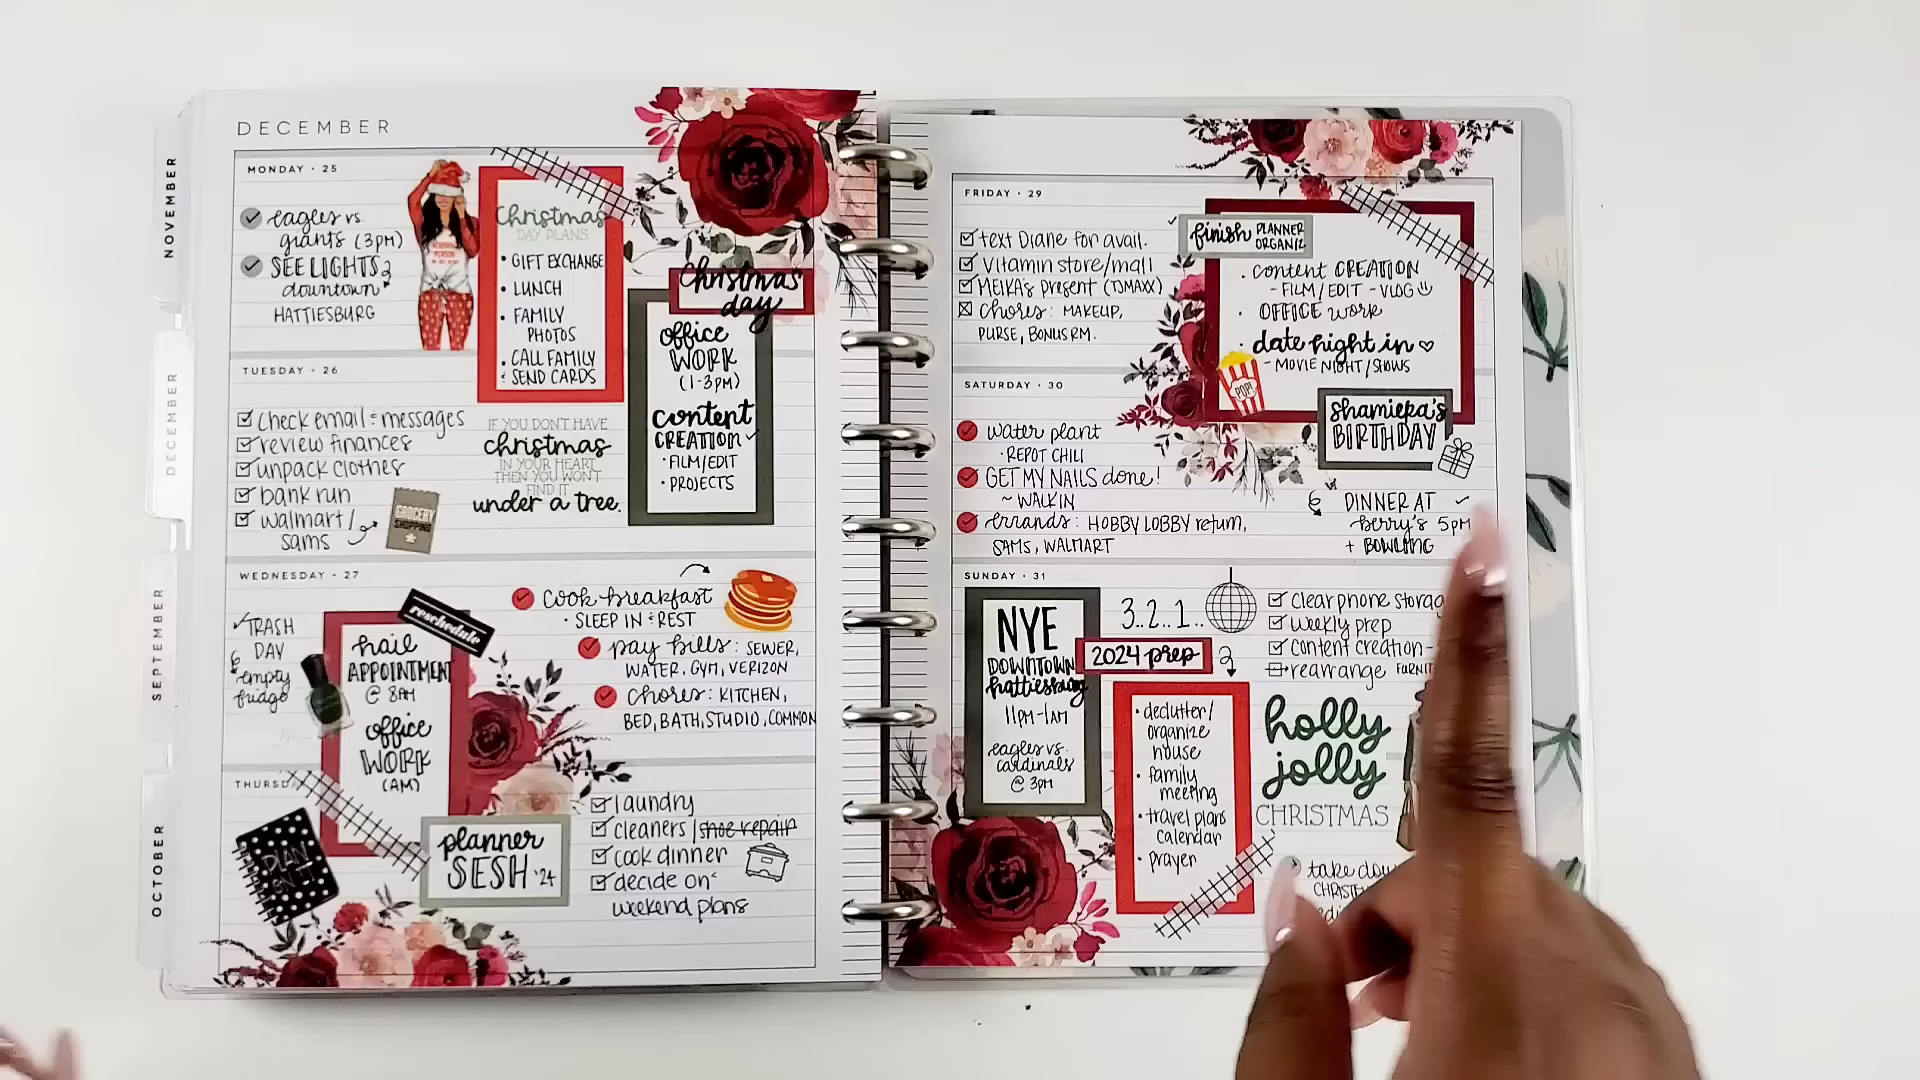 NOVEMBER
DECEMBER
SEPTEMBER
OCTOBER
DECEMBER
MONDAY · 25
eagles vs.
giants (3PM)
SEE LIGHTS
downtown
HATTIESBURG
Christmas
DAY PLANS
• GIFT EXCHANGE
• LUNCH
• FAMILY
PHOTOS
• CALL FAMILY
SEND CARDS
Christmas
day
office
WORK
(1-3PM)
content
CREATION
• FILM/EDIT
• PROJECTS
TUESDAY · 26
check email & messages
review finances
unpack clothes
bank run
walmart/
sams
GROCERY
SHOPPING
IF YOU DON'T HAVE
christmas
IN YOUR HEART
THEN YOU WON'T
FIND IT
under a tree.
WEDNESDAY · 27
TRASH
DAY
empty
fridge
nail
APPOINTMENT
@ 8AM
office
WORK
(AM)
reschedule
cook breakfast
• SLEEP IN & REST
pay bills: SEWER,
WATER, GYM, VERIZON
chores: KITCHEN,
BED, BATH, STUDIO, COMMON
THURSD
PLAN
ON IT
planner
SESH '24
laundry
cleaners / shoe repair
cook dinner
decide on
weekend plans
FRIDAY · 29
text Diane for avail.
vitamin store/mall
MEIKA's present (TJMAXX)
chores: MAKEUP,
PURSE, BONUS RM.
finish PLANNER
ORGANIZ
• content CREATION
- FILM/EDIT - VLOG
• OFFICE work
• date night in
- MOVIE NIGHT/SHOWS
POP!
SATURDAY · 30
water plant
• REPOT CHILI
GET MY NAILS done!
~ WALKIN
errands: HOBBY LOBBY return,
SAMS, WALMART
shamieka's
BIRTHDAY
DINNER AT
berry's 5PM
+ BOWLING
SUNDAY · 31
NYE
DOWNTOWN
hattiesburg
11PM-1AM
eagles vs.
cardinals
@ 3pm
3..2..1..
2024 prep
• declutter/
organize
house
• family
meeting
• travel plans
calendar
• prayer
clear phone storag
weekly prep
content creation -
rearrange FURNIT
holly
jolly
CHRISTMAS
take dow